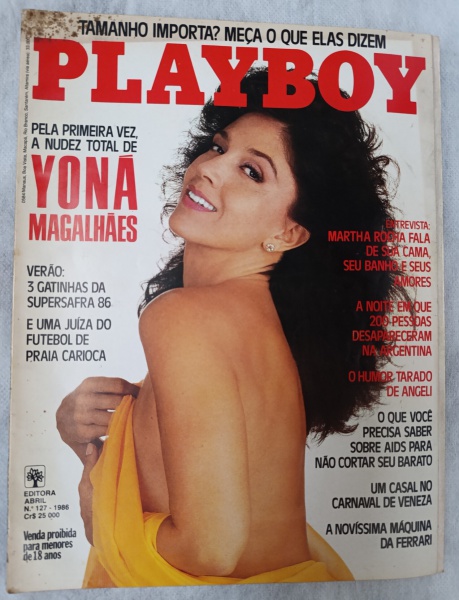 TAMANHO IMPORTA? MEÇA O QUE ELAS DIZEM
PLAYBOY
PELA PRIMEIRA VEZ,
A NUDEZ TOTAL DE
YONÁ
MAGALHÃES
VERÃO:
3 GATINHAS DA
SUPERSAFRA 86
E UMA JUÍZA DO
FUTEBOL DE
PRAIA CARIOCA
ENTREVISTA:
MARTHA ROCHA FALA
DE SUA CAMA,
SEU BANHO E SEUS
AMORES
A NOITE EM QUE
200 PESSOAS
DESAPARECERAM
NA ARGENTINA
O HUMOR TARADO
DE ANGELI
O QUE VOCÊ
PRECISA SABER
SOBRE AIDS PARA
NÃO CORTAR SEU BARATO
UM CASAL NO
CARNAVAL DE VENEZA
A NOVÍSSIMA MÁQUINA
DA FERRARI
EDITORA
ABRIL
N.º 127 - 1986
Cr$ 25 000
Venda proibida
para menores
de 18 anos